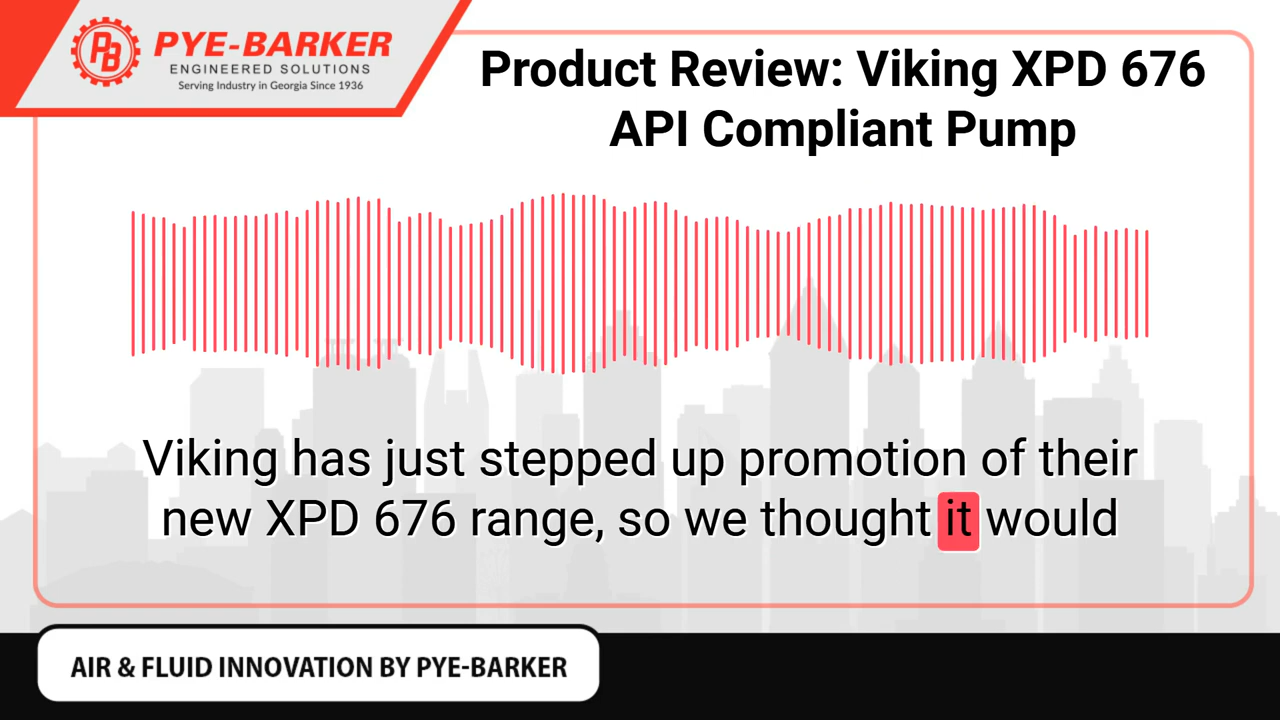 PB
PYE-BARKER
ENGINEERED SOLUTIONS
Serving Industry in Georgia Since 1936
Product Review: Viking XPD 676
API Compliant Pump
Viking has just stepped up promotion of their
new XPD 676 range, so we thought it would
AIR & FLUID INNOVATION BY PYE-BARKER